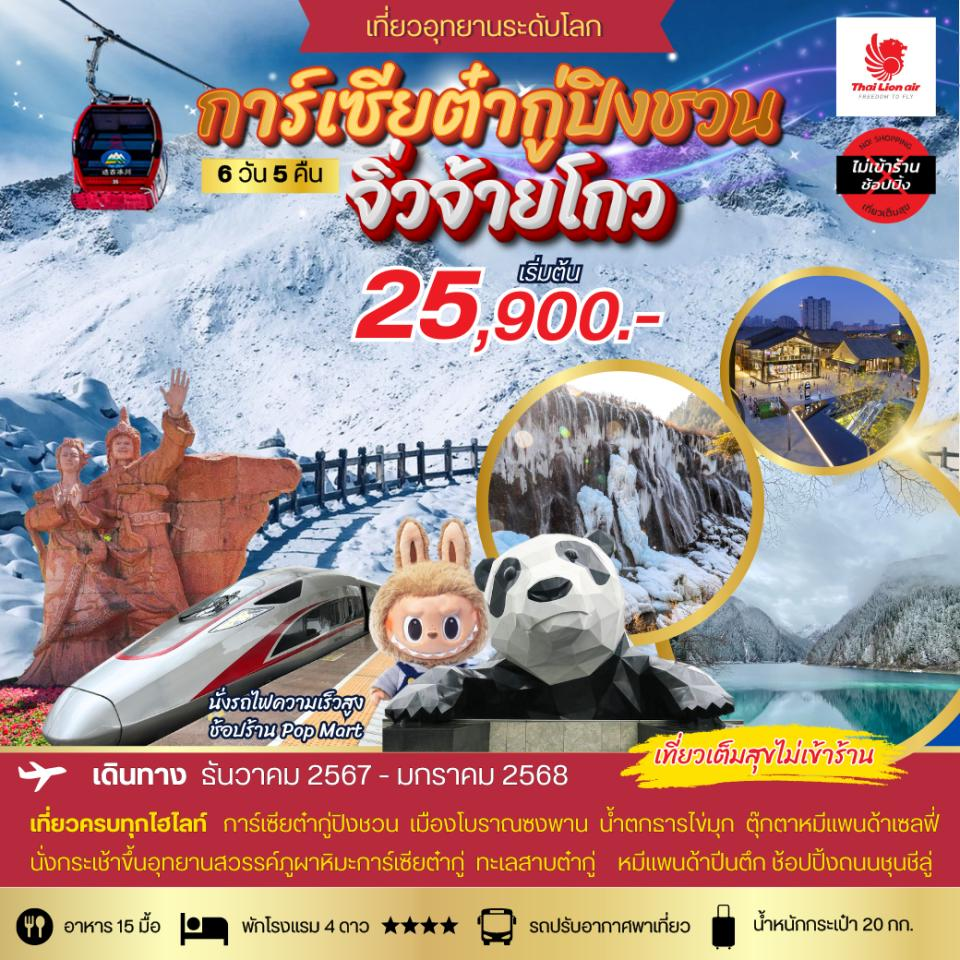 เที่ยวอุทยานระดับโลก
Thai Lion air
FREEDOM TO FLY
การ์เซียต๋ากู่ปิงชวน
6 วัน 5 คืน
จิ่วจ้ายโกว
NO! SHOPPING
ไม่เข้าร้าน
ช้อปปิ้ง
เที่ยวเต็มสุข
เริ่มต้น
25,900.-
达古冰川
นั่งรถไฟความเร็วสูง
ช้อปร้าน Pop Mart
เที่ยวเต็มสุขไม่เข้าร้าน
เดินทาง ธันวาคม 2567 - มกราคม 2568
เที่ยวครบทุกไฮไลท์ การ์เซียต๋ากู่ปิงชวน เมืองโบราณซงพาน น้ำตกธารไข่มุก ตุ๊กตาหมีแพนด้าเซลฟี่
นั่งกระเช้าขึ้นอุทยานสวรรค์ภูผาหิมะการ์เซียต๋ากู่ ทะเลสาบต๋ากู่ หมีแพนด้าปีนตึก ช้อปปิ้งถนนชุนชีลู่
อาหาร 15 มื้อ พักโรงแรม 4 ดาว ★★★★ รถปรับอากาศพาเที่ยว น้ำหนักกระเป๋า 20 กก.